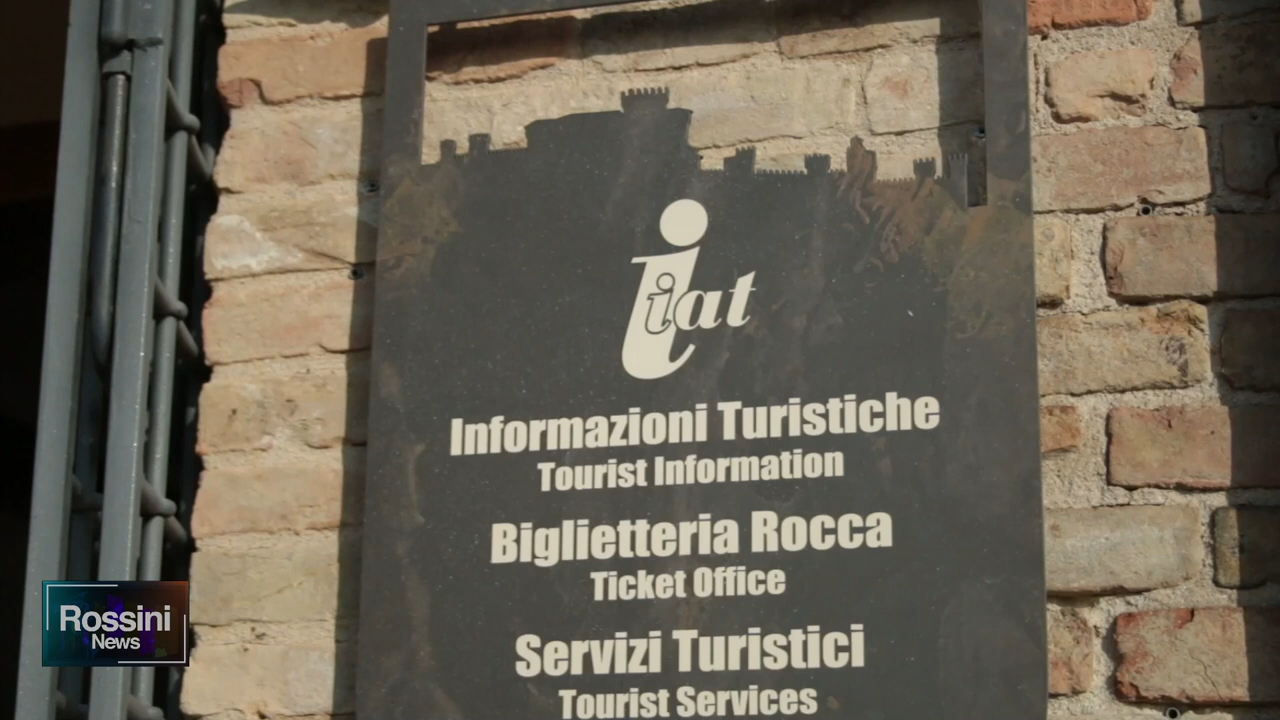 i
iat
Informazioni Turistiche
Tourist Information
Biglietteria Rocca
Ticket Office
Servizi Turistici
Tourist Services
Rossini
News